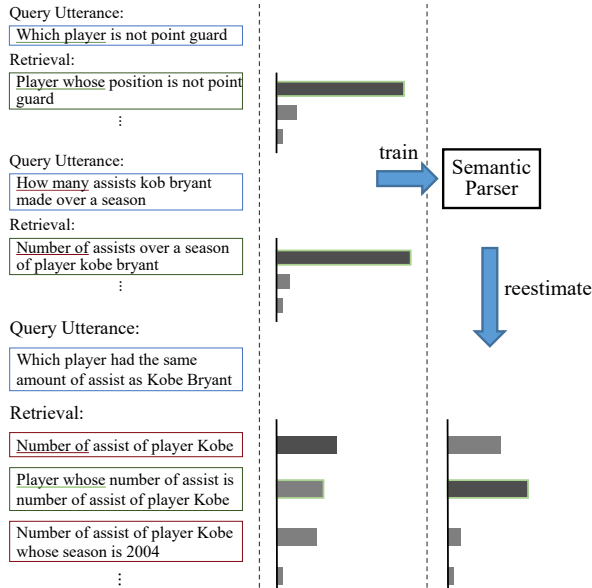 Query Utterance:
Which player is not point guard
Retrieval:
Player whose position is not point
guard
⋮
Query Utterance:
How many assists kob bryant
made over a season
Retrieval:
Number of assists over a season
of player kobe bryant
⋮
train
Semantic
Parser
reestimate
Query Utterance:
Which player had the same
amount of assist as Kobe Bryant
Retrieval:
Number of assist of player Kobe
Player whose number of assist is
number of assist of player Kobe
Number of assist of player Kobe
whose season is 2004
⋮